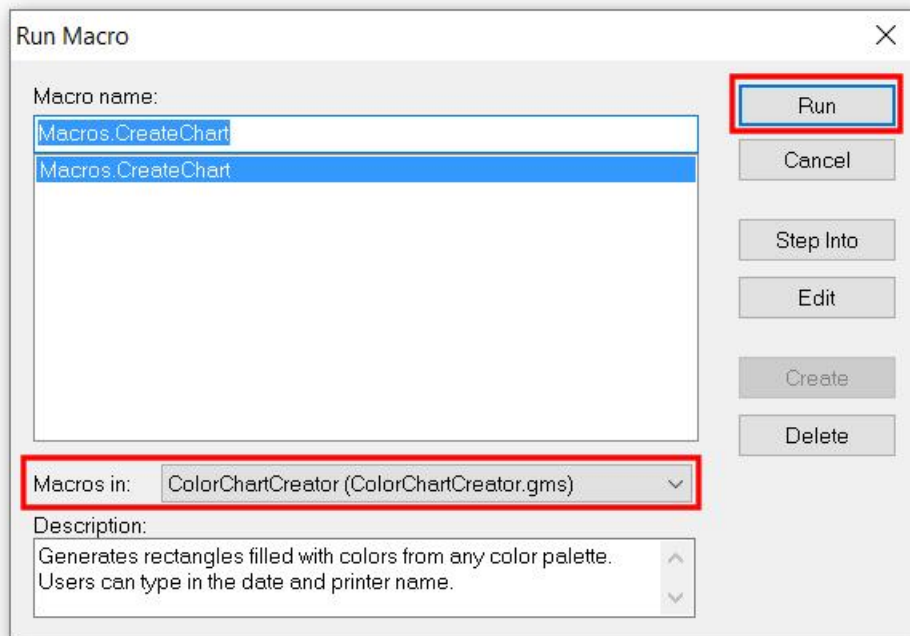 Run Macro
Macro name:
Macros.CreateChart
Macros.CreateChart
Run
Cancel
Step Into
Edit
Create
Delete
Macros in: ColorChartCreator (ColorChartCreator.gms)
Description:
Generates rectangles filled with colors from any color palette.
Users can type in the date and printer name.